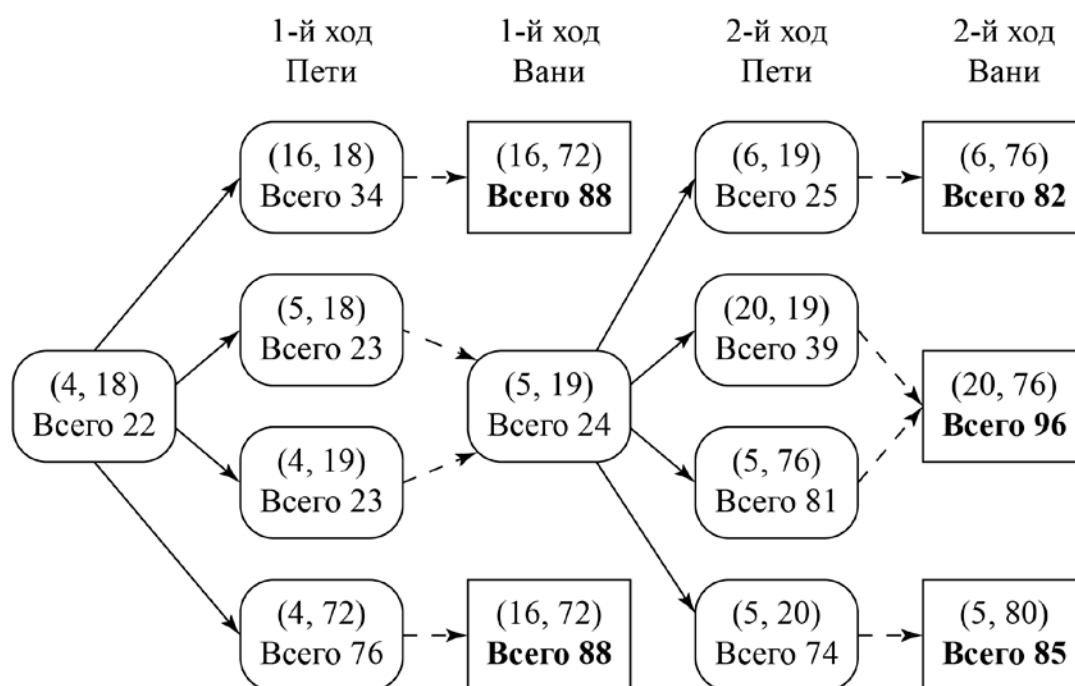 1-й ход
Пети
1-й ход
Вани
2-й ход
Пети
2-й ход
Вани
(16, 18)
Всего 34
(16, 72)
Всего 88
(6, 19)
Всего 25
(6, 76)
Всего 82
(5, 18)
Всего 23
(20, 19)
Всего 39
(4, 18)
Всего 22
(5, 19)
Всего 24
(20, 76)
Всего 96
(4, 19)
Всего 23
(5, 76)
Всего 81
(4, 72)
Всего 76
(16, 72)
Всего 88
(5, 20)
Всего 74
(5, 80)
Всего 85